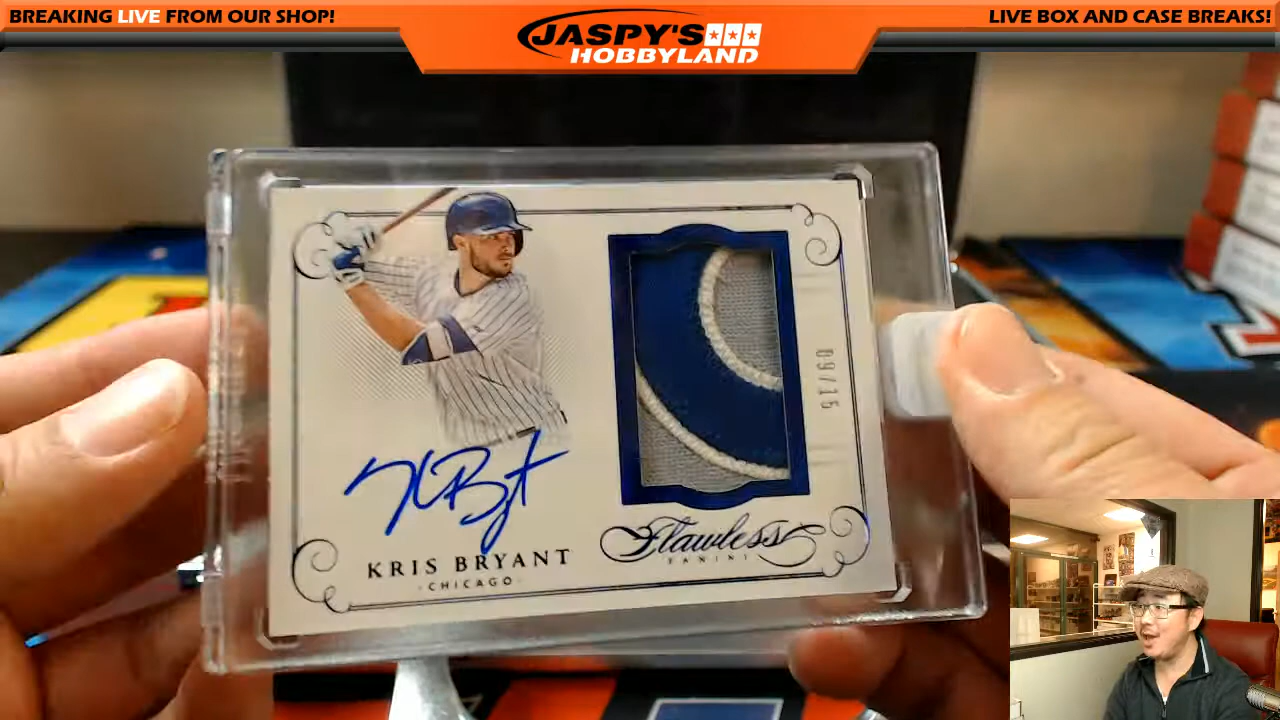 BREAKING LIVE FROM OUR SHOP!
JASPY'S
HOBBYLAND
LIVE BOX AND CASE BREAKS!
09/15
KRIS BRYANT
·CHICAGO·
Flawless
PANINI